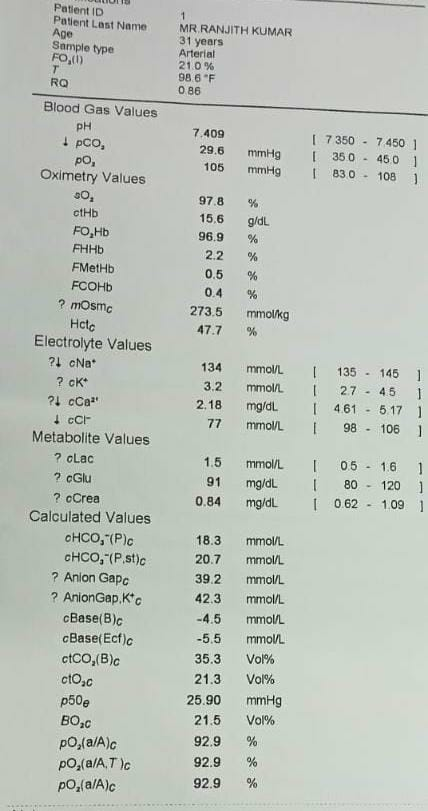 Patient ID 1
Patient Last Name MR.RANJITH KUMAR
Age 31 years
Sample type Arterial
FO₂(I) 21.0 %
T 98.6 °F
RQ 0.86
Blood Gas Values
pH 7.409 [ 7.350 - 7.450 ]
↓ pCO₂ 29.6 mmHg [ 35.0 - 45.0 ]
pO₂ 105 mmHg [ 83.0 - 108 ]
Oximetry Values
sO₂ 97.8 %
ctHb 15.6 g/dL
FO₂Hb 96.9 %
FHHb 2.2 %
FMetHb 0.5 %
FCOHb 0.4 %
? mOsmc 273.5 mmol/kg
Hctc 47.7 %
Electrolyte Values
?↓ cNa⁺ 134 mmol/L [ 135 - 145 ]
? cK⁺ 3.2 mmol/L [ 2.7 - 4.5 ]
?↓ cCa²⁺ 2.18 mg/dL [ 4.61 - 5.17 ]
↓ cCl⁻ 77 mmol/L [ 98 - 106 ]
Metabolite Values
? cLac 1.5 mmol/L [ 0.5 - 1.6 ]
? cGlu 91 mg/dL [ 80 - 120 ]
? cCrea 0.84 mg/dL [ 0.62 - 1.09 ]
Calculated Values
cHCO₃⁻(P)c 18.3 mmol/L
cHCO₃⁻(P,st)c 20.7 mmol/L
? Anion Gapc 39.2 mmol/L
? AnionGap,K⁺c 42.3 mmol/L
cBase(B)c -4.5 mmol/L
cBase(Ecf)c -5.5 mmol/L
ctCO₂(B)c 35.3 Vol%
ctO₂c 21.3 Vol%
p50e 25.90 mmHg
BO₂c 21.5 Vol%
pO₂(a/A)c 92.9 %
pO₂(a/A,T)c 92.9 %
pO₂(a/A)c 92.9 %